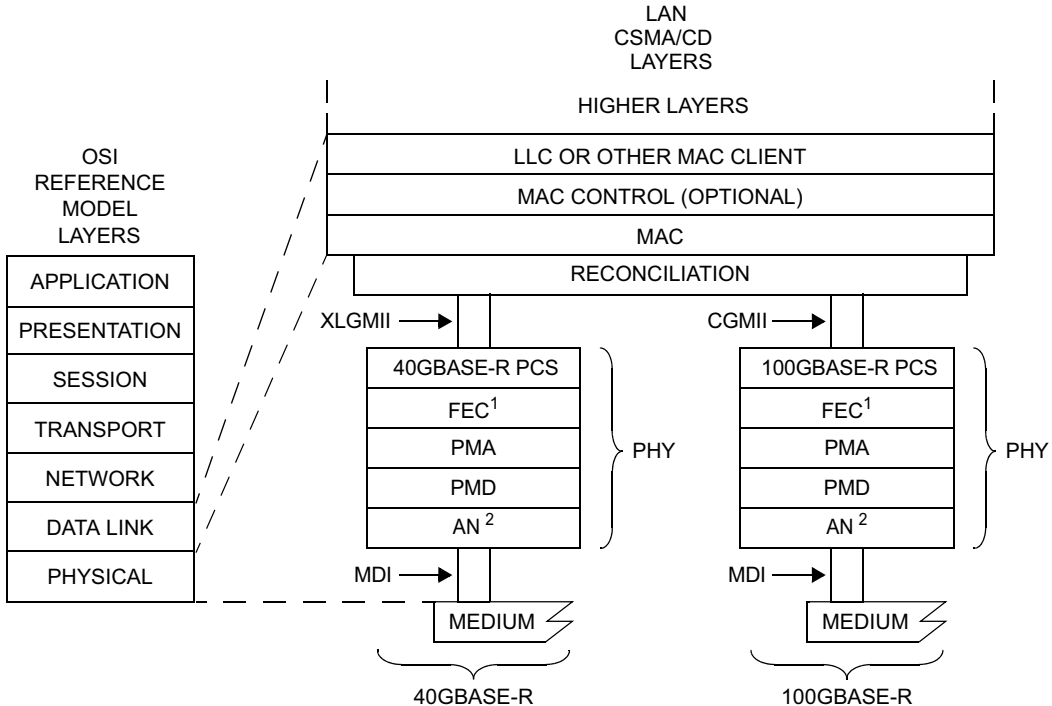 LAN
CSMA/CD
LAYERS
HIGHER LAYERS
LLC OR OTHER MAC CLIENT
MAC CONTROL (OPTIONAL)
MAC
RECONCILIATION
OSI
REFERENCE
MODEL
LAYERS
APPLICATION
PRESENTATION
SESSION
TRANSPORT
NETWORK
DATA LINK
PHYSICAL
XLGMII
40GBASE-R PCS
FEC¹
PMA
PMD
AN ²
PHY
MDI
MEDIUM
40GBASE-R
CGMII
100GBASE-R PCS
FEC¹
PMA
PMD
AN ²
PHY
MDI
MEDIUM
100GBASE-R